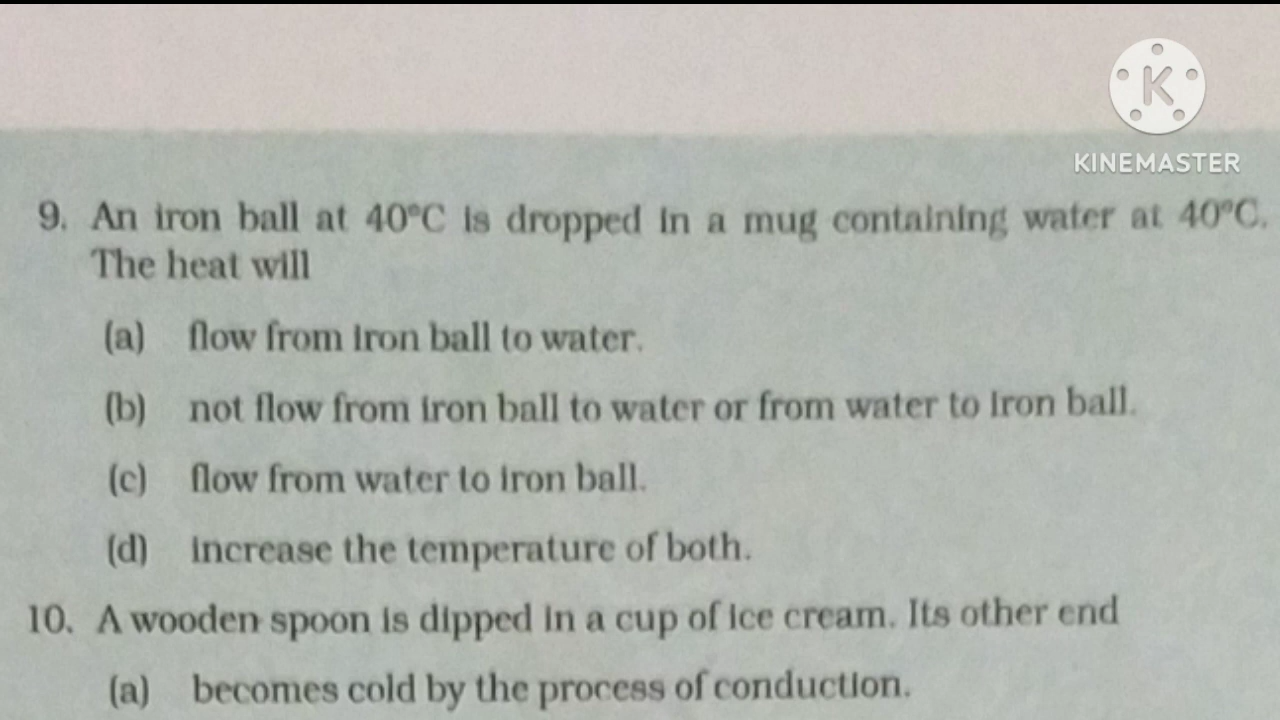 K
KINEMASTER
9. An iron ball at 40°C is dropped in a mug containing water at 40°C.
The heat will
(a) flow from iron ball to water.
(b) not flow from iron ball to water or from water to iron ball.
(c) flow from water to iron ball.
(d) increase the temperature of both.
10. A wooden spoon is dipped in a cup of ice cream. Its other end
(a) becomes cold by the process of conduction.